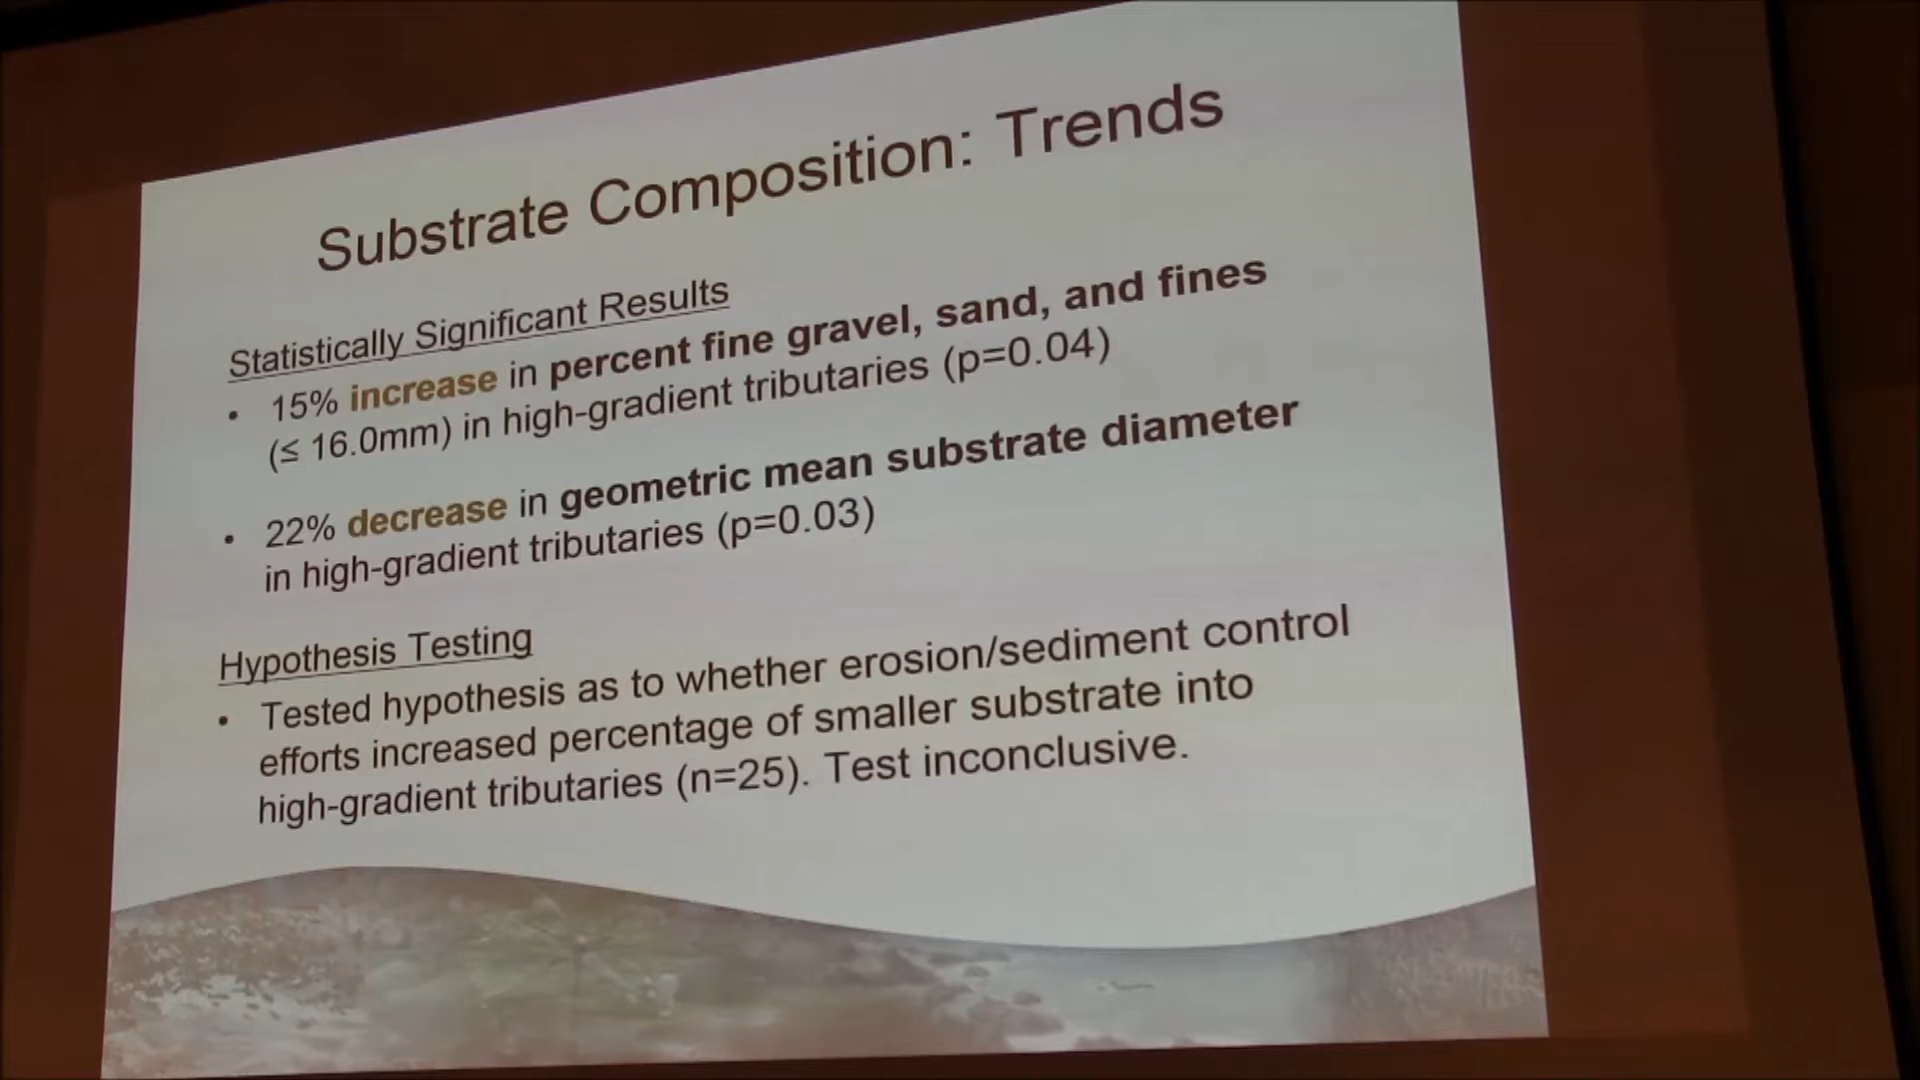 Substrate Composition: Trends
Statistically Significant Results
• 15% increase in percent fine gravel, sand, and fines
(≤ 16.0mm) in high-gradient tributaries (p=0.04)
• 22% decrease in geometric mean substrate diameter
in high-gradient tributaries (p=0.03)
Hypothesis Testing
• Tested hypothesis as to whether erosion/sediment control
efforts increased percentage of smaller substrate into
high-gradient tributaries (n=25). Test inconclusive.